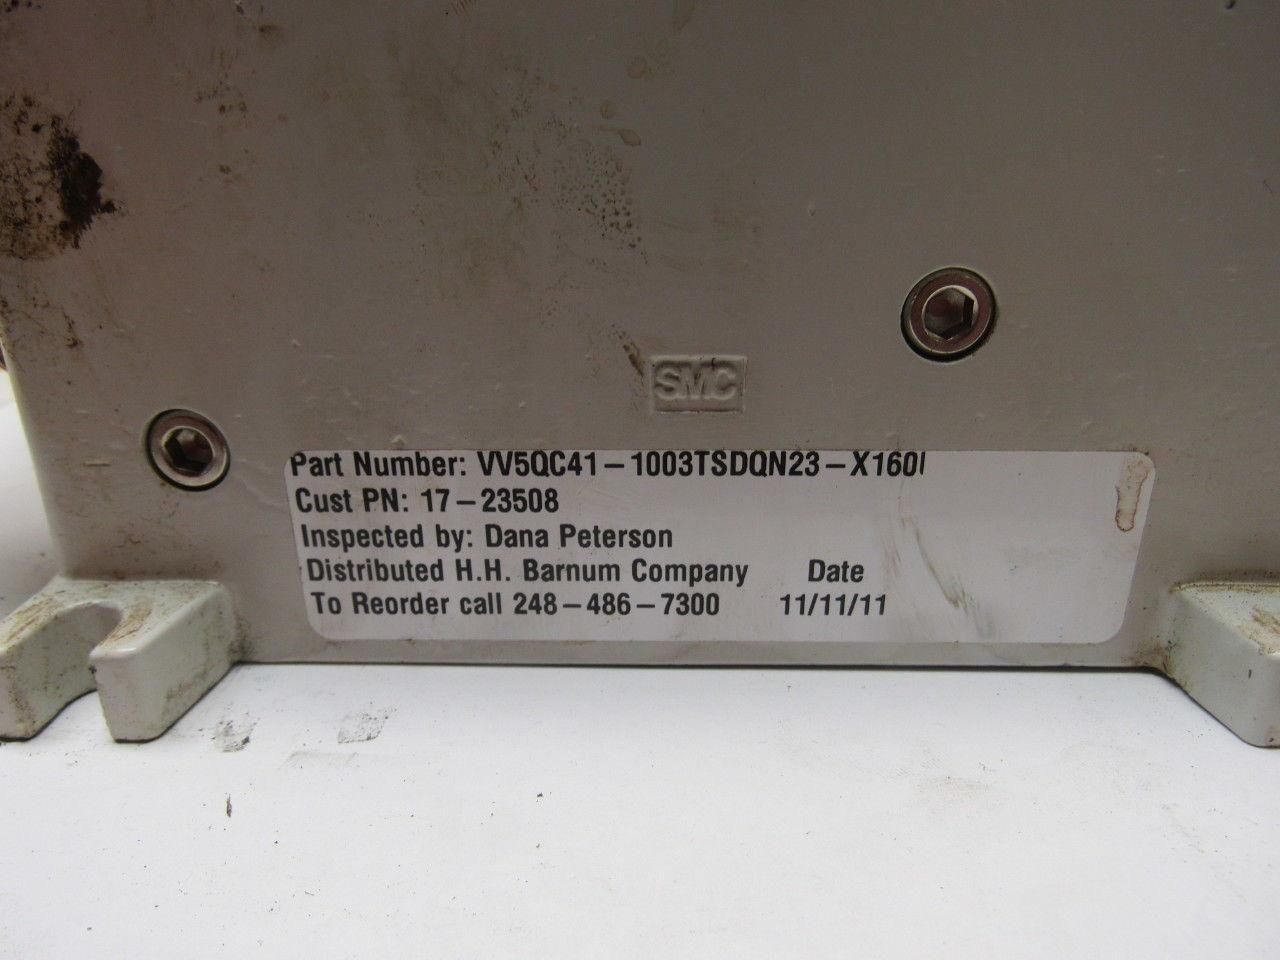 SMC
Part Number: VV5QC41-1003TSDQN23-X160I
Cust PN: 17-23508
Inspected by: Dana Peterson
Distributed H.H. Barnum Company Date
To Reorder call 248-486-7300 11/11/11